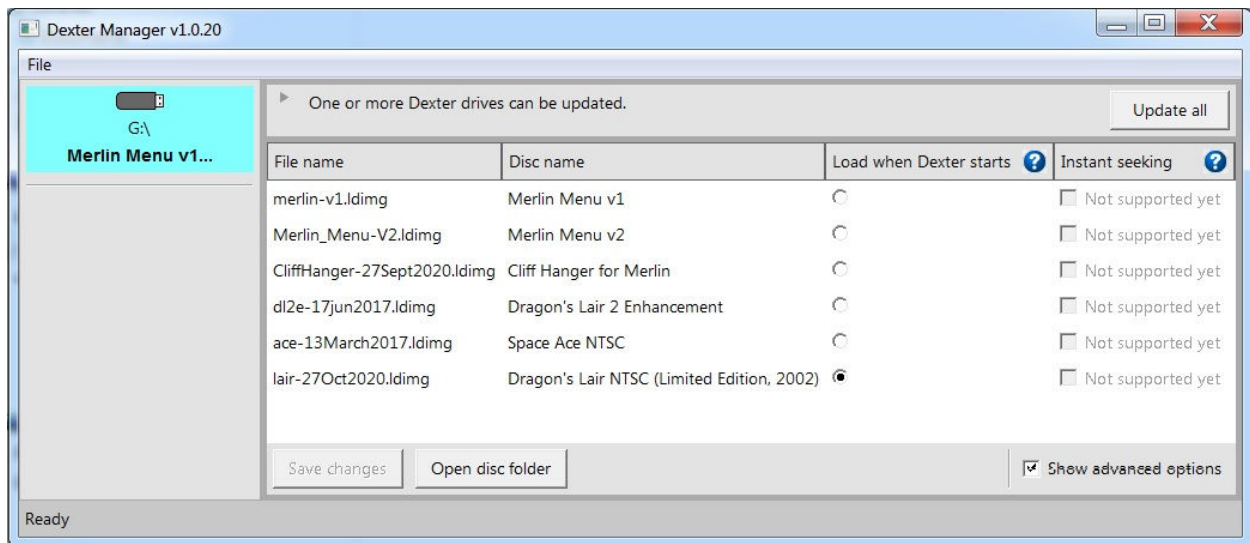 Dexter Manager v1.0.20
File
G:\
Merlin Menu v1...
One or more Dexter drives can be updated.
Update all
File name Disc name Load when Dexter starts ? Instant seeking ?
merlin-v1.ldimg Merlin Menu v1 Not supported yet
Merlin_Menu-V2.ldimg Merlin Menu v2 Not supported yet
CliffHanger-27Sept2020.ldimg Cliff Hanger for Merlin Not supported yet
dl2e-17jun2017.ldimg Dragon's Lair 2 Enhancement Not supported yet
ace-13March2017.ldimg Space Ace NTSC Not supported yet
lair-27Oct2020.ldimg Dragon's Lair NTSC (Limited Edition, 2002) Not supported yet
Save changes Open disc folder Show advanced options
Ready